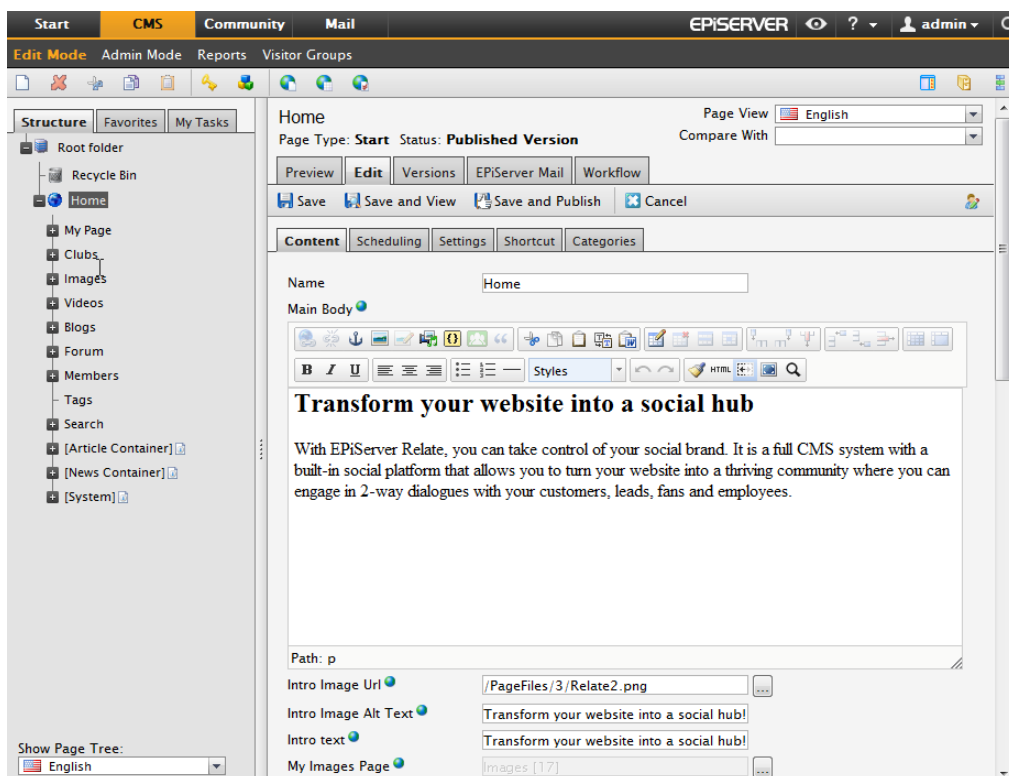 Start CMS Community Mail EPiSERVER ? admin
Edit Mode Admin Mode Reports Visitor Groups
Structure Favorites My Tasks
Root folder
Recycle Bin
Home
My Page
Clubs
Images
Videos
Blogs
Forum
Members
Tags
Search
[Article Container]
[News Container]
[System]
Show Page Tree:
English
Home
Page Type: Start Status: Published Version
Page View English
Compare With
Preview Edit Versions EPiServer Mail Workflow
Save Save and View Save and Publish Cancel
Content Scheduling Settings Shortcut Categories
Name Home
Main Body
B I U Styles HTML
Transform your website into a social hub
With EPiServer Relate, you can take control of your social brand. It is a full CMS system with a
built-in social platform that allows you to turn your website into a thriving community where you can
engage in 2-way dialogues with your customers, leads, fans and employees.
Path: p
Intro Image Url /PageFiles/3/Relate2.png ...
Intro Image Alt Text Transform your website into a social hub!
Intro text Transform your website into a social hub!
My Images Page Images [17] ...